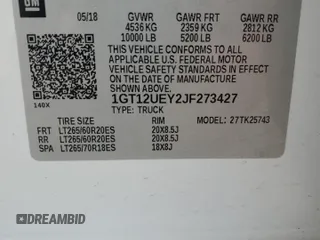 GM
05/18 GVWR GAWR FRT GAWR RR
4536 KG 2359 KG 2812 KG
10000 LB 5200 LB 6200 LB
THIS VEHICLE CONFORMS TO ALL
APPLICABLE U.S. FEDERAL MOTOR
VEHICLE SAFETY STANDARDS IN EFFECT ON
THE DATE OF MANUFACTURE SHOWN ABOVE.
1GT12UEY2JF273427
140X TYPE: TRUCK
TIRE SIZE RIM MODEL: 27TK25743
FRT LT265/60R20ES 20X8.5J
RR LT265/60R20ES 20X8.5J
SPA LT265/70R18ES 18X8J
DREAMBID